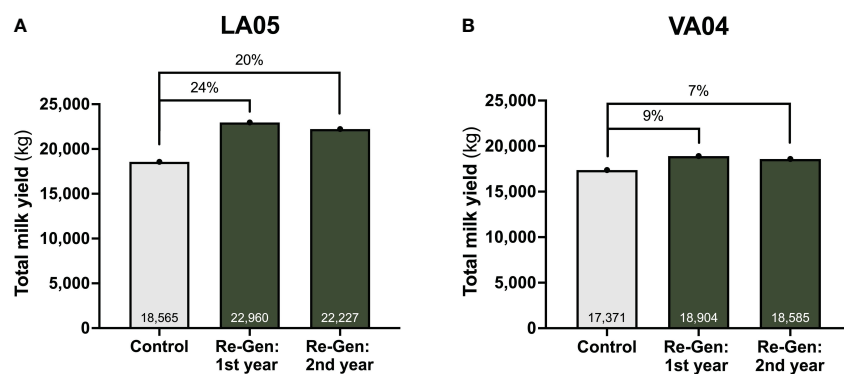 A
LA05
20%
24%
Total milk yield (kg)
25,000
20,000
15,000
10,000
5,000
0
18,565
22,960
22,227
Control
Re-Gen:
1st year
Re-Gen:
2nd year
B
VA04
7%
9%
Total milk yield (kg)
25,000
20,000
15,000
10,000
5,000
0
17,371
18,904
18,585
Control
Re-Gen:
1st year
Re-Gen:
2nd year